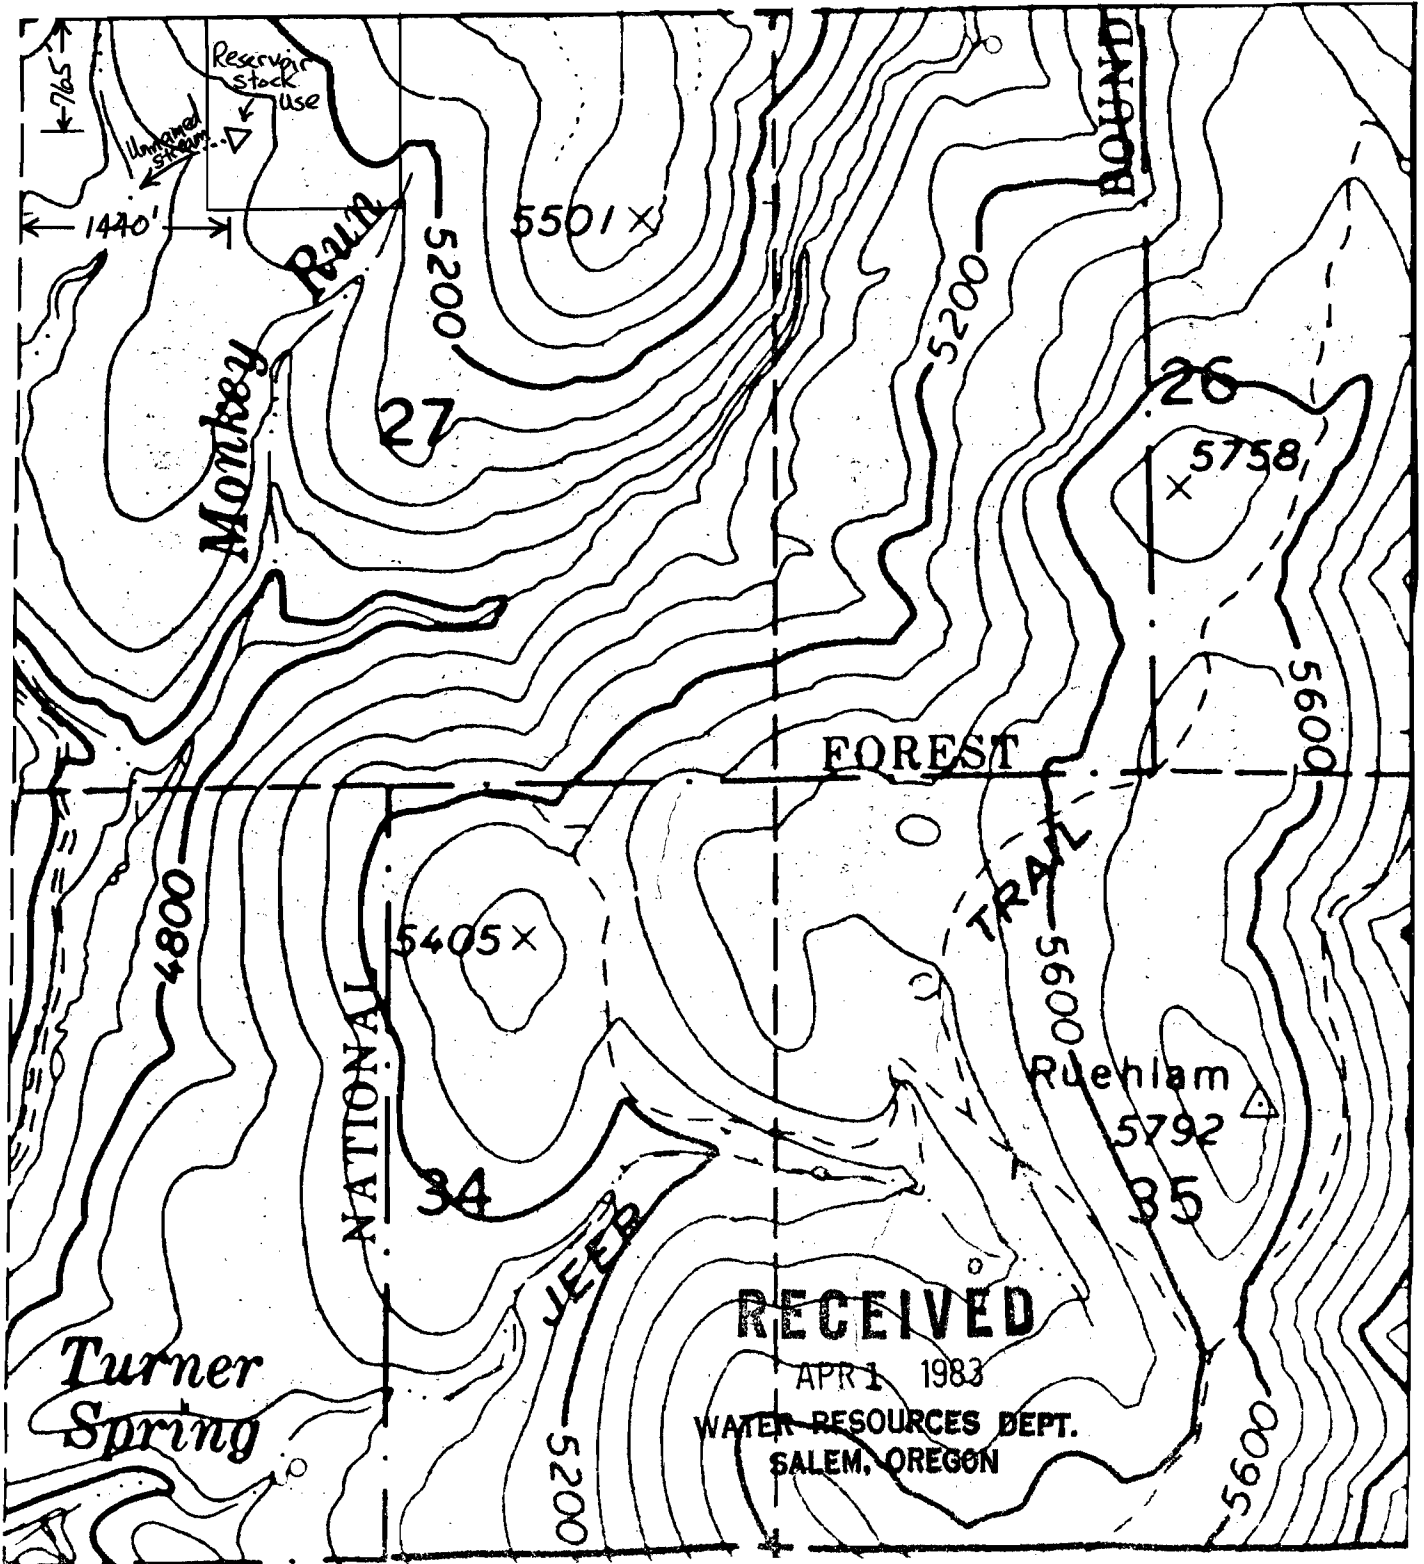 Reservoir
stock
use
765'
Unnamed
stream
1440'
BOUND
5501
5200
5200
Monkey Run
27
26
5758
5600
FOREST
TRAIL
4800
5405
NATIONAL
5600
Ruehlam
5792
34
35
JEEP
RECEIVED
APR 1 1983
WATER RESOURCES DEPT.
SALEM, OREGON
Turner
Spring
5200
5600